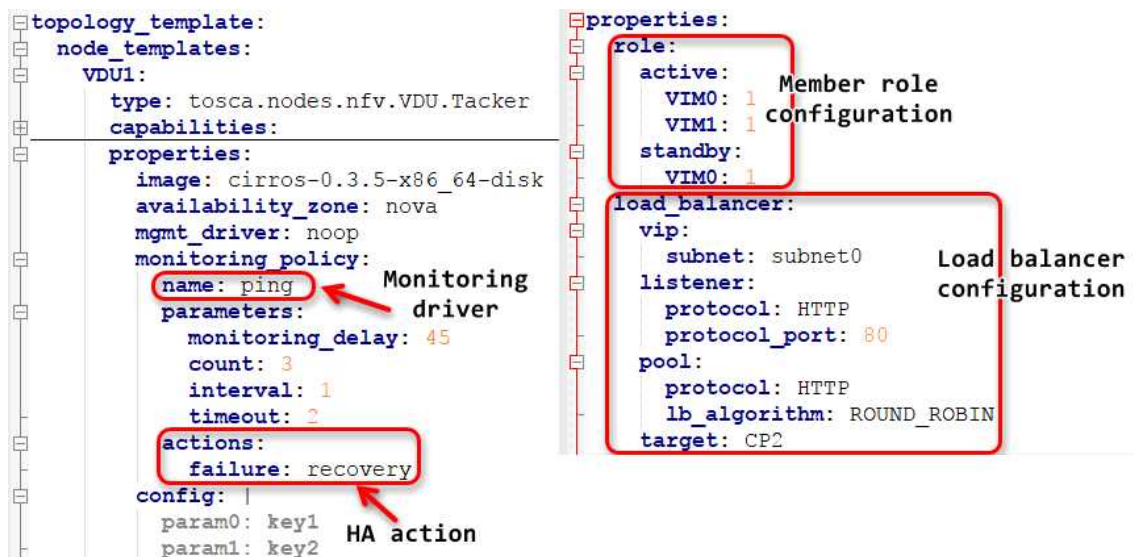 topology_template:
node_templates:
VDU1:
type: tosca.nodes.nfv.VDU.Tacker
capabilities:
properties:
image: cirros-0.3.5-x86_64-disk
availability_zone: nova
mgmt_driver: noop
monitoring_policy:
name: ping
Monitoring
driver
parameters:
monitoring_delay: 45
count: 3
interval: 1
timeout: 2
actions:
failure: recovery
HA action
config: |
param0: key1
param1: key2
properties:
role:
active:
VIM0: 1
VIM1: 1
standby:
VIM0: 1
Member role
configuration
load_balancer:
vip:
subnet: subnet0
listener:
protocol: HTTP
protocol_port: 80
pool:
protocol: HTTP
lb_algorithm: ROUND_ROBIN
target: CP2
Load balancer
configuration